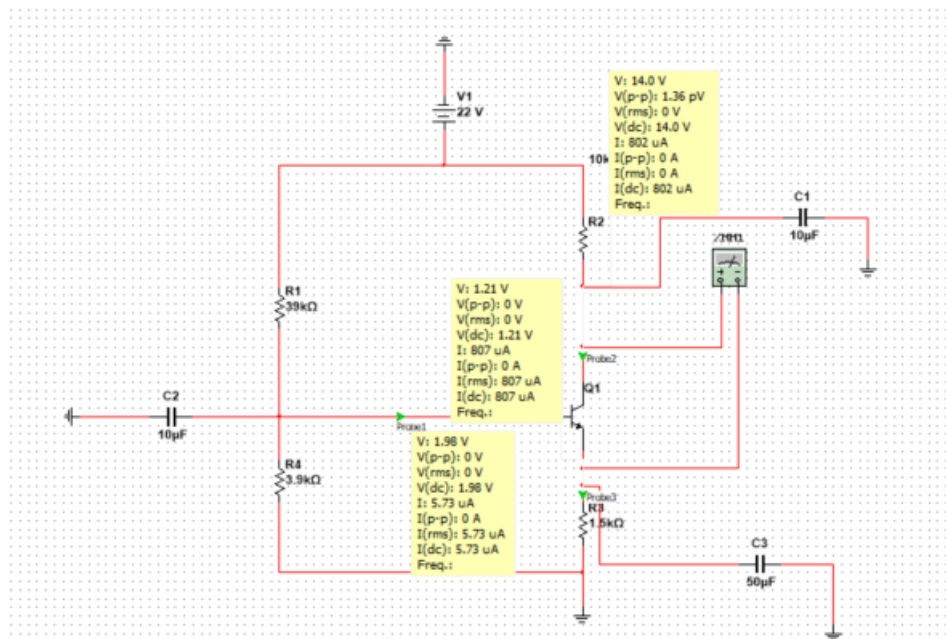 V1
22 V
V: 14.0 V
V(p-p): 1.36 pV
V(rms): 0 V
V(dc): 14.0 V
I: 802 uA
I(p-p): 0 A
I(rms): 0 A
I(dc): 802 uA
Freq.:
10k
R2
C1
10µF
R1
39kΩ
V: 1.21 V
V(p-p): 0 V
V(rms): 0 V
V(dc): 1.21 V
I: 807 uA
I(p-p): 0 A
I(rms): 807 uA
I(dc): 807 uA
Freq.:
Probe2
Q1
C2
10µF
Probe1
V: 1.98 V
V(p-p): 0 V
V(rms): 0 V
V(dc): 1.98 V
I: 5.73 uA
I(p-p): 0 A
I(rms): 5.73 uA
I(dc): 5.73 uA
Freq.:
R4
3.9kΩ
Probe3
R3
1.5kΩ
C3
50µF